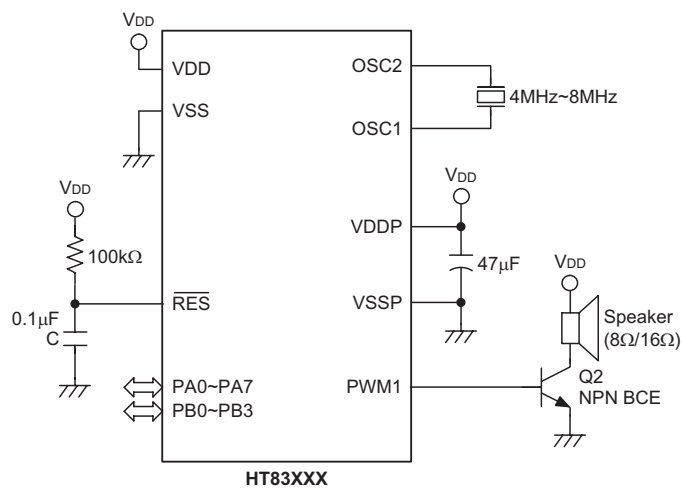 VDD
VDD
VSS
VDD
100kΩ
RES
0.1μF
C
PA0~PA7
PB0~PB3
OSC2
4MHz~8MHz
OSC1
VDD
VDDP
47μF
VSSP
VDD
Speaker
(8Ω/16Ω)
PWM1
Q2
NPN BCE
HT83XXX